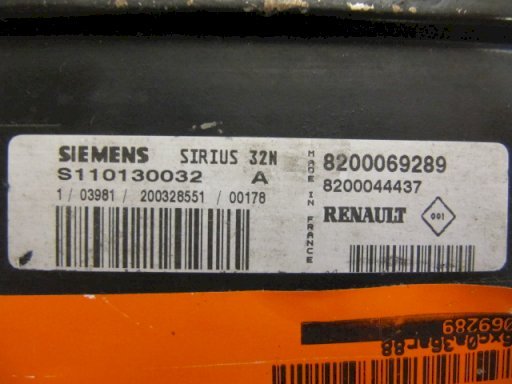 SIEMENS SIRIUS 32N
S110130032 A
1 / 03981 / 200328551 / 00178
MADE IN FRANCE
8200069289
8200044437
RENAULT 001
069289